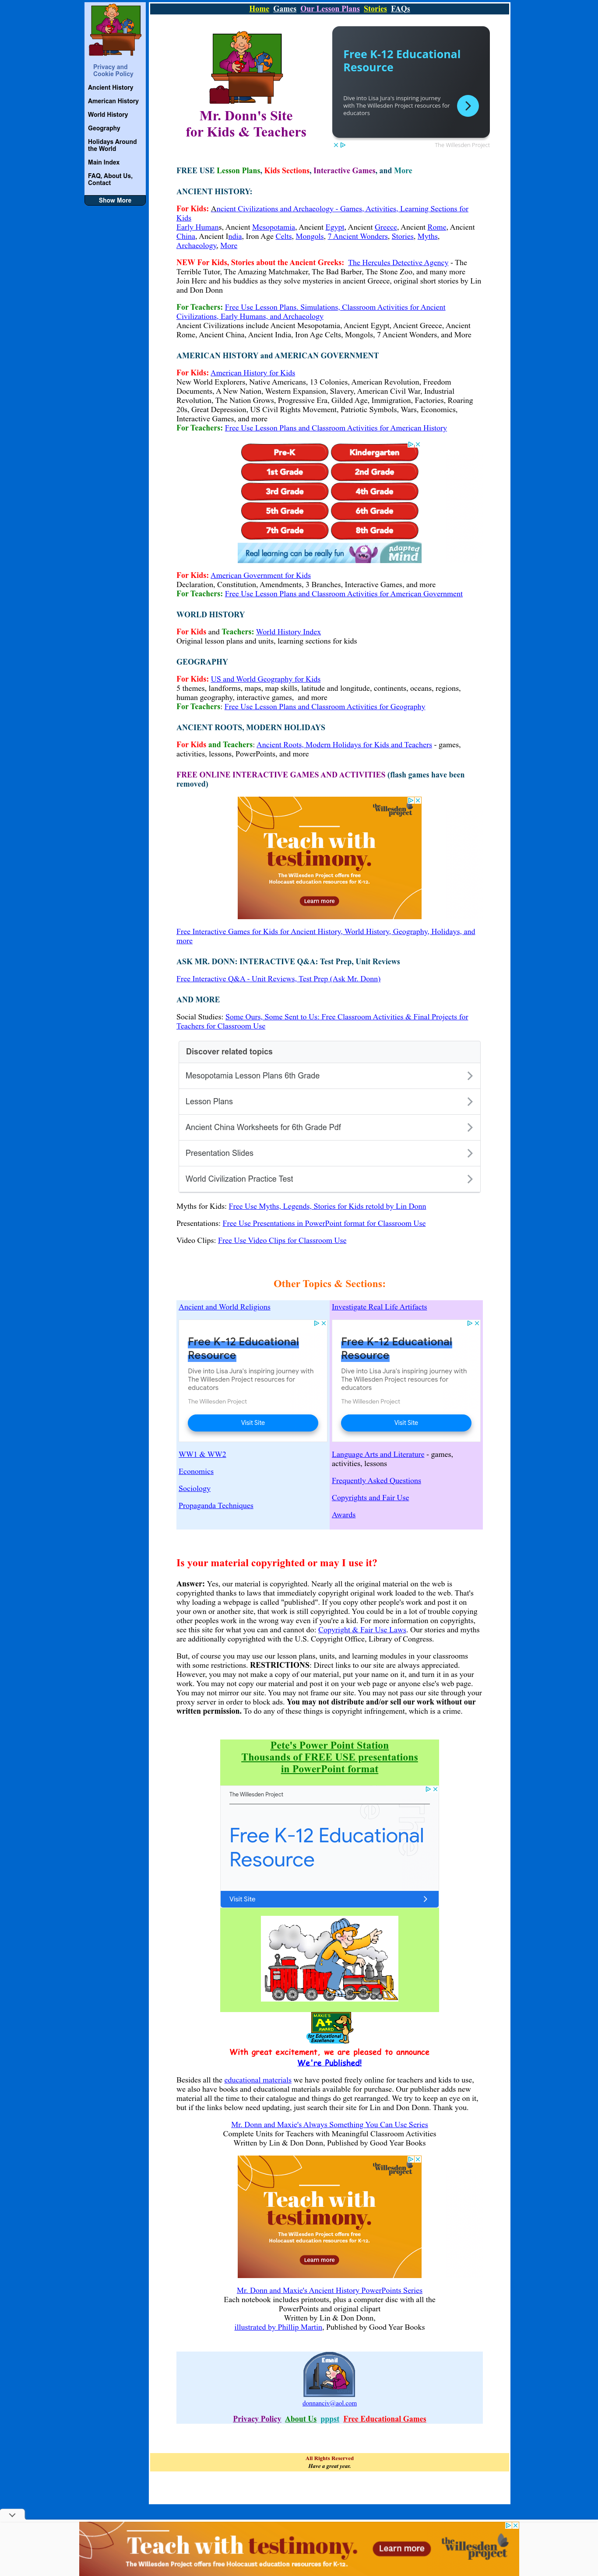 Home Games Our Lesson Plans Stories FAQs
Privacy and
Cookie Policy
Ancient History
American History
World History
Geography
Holidays Around
the World
Main Index
FAQ, About Us,
Contact
Show More
Mr. Donn's Site
for Kids & Teachers
Free K-12 Educational
Resource
Dive into Lisa Jura's inspiring journey
with The Willesden Project resources for
educators
The Willesden Project
FREE USE Lesson Plans, Kids Sections, Interactive Games, and More
ANCIENT HISTORY:
For Kids: Ancient Civilizations and Archaeology - Games, Activities, Learning Sections for
Kids
Early Humans, Ancient Mesopotamia, Ancient Egypt, Ancient Greece, Ancient Rome, Ancient
China, Ancient India, Iron Age Celts, Mongols, 7 Ancient Wonders, Stories, Myths,
Archaeology, More
NEW For Kids, Stories about the Ancient Greeks: The Hercules Detective Agency - The
Terrible Tutor, The Amazing Matchmaker, The Bad Barber, The Stone Zoo, and many more
Join Herc and his buddies as they solve mysteries in ancient Greece, original short stories by Lin
and Don Donn
For Teachers: Free Use Lesson Plans. Simulations, Classroom Activities for Ancient
Civilizations, Early Humans, and Archaeology
Ancient Civilizations include Ancient Mesopotamia, Ancient Egypt, Ancient Greece, Ancient
Rome, Ancient China, Ancient India, Iron Age Celts, Mongols, 7 Ancient Wonders, and More
AMERICAN HISTORY and AMERICAN GOVERNMENT
For Kids: American History for Kids
New World Explorers, Native Americans, 13 Colonies, American Revolution, Freedom
Documents, A New Nation, Western Expansion, Slavery, American Civil War, Industrial
Revolution, The Nation Grows, Progressive Era, Gilded Age, Immigration, Factories, Roaring
20s, Great Depression, US Civil Rights Movement, Patriotic Symbols, Wars, Economics,
Interactive Games, and more
For Teachers: Free Use Lesson Plans and Classroom Activities for American History
Pre-K Kindergarten
1st Grade 2nd Grade
3rd Grade 4th Grade
5th Grade 6th Grade
7th Grade 8th Grade
Real learning can be really fun Adapted Mind
For Kids: American Government for Kids
Declaration, Constitution, Amendments, 3 Branches, Interactive Games, and more
For Teachers: Free Use Lesson Plans and Classroom Activities for American Government
WORLD HISTORY
For Kids and Teachers: World History Index
Original lesson plans and units, learning sections for kids
GEOGRAPHY
For Kids: US and World Geography for Kids
5 themes, landforms, maps, map skills, latitude and longitude, continents, oceans, regions,
human geography, interactive games, and more
For Teachers: Free Use Lesson Plans and Classroom Activities for Geography
ANCIENT ROOTS, MODERN HOLIDAYS
For Kids and Teachers: Ancient Roots, Modern Holidays for Kids and Teachers - games,
activities, lessons, PowerPoints, and more
FREE ONLINE INTERACTIVE GAMES AND ACTIVITIES (flash games have been
removed)
the Willesden project
Teach with
testimony.
The Willesden Project offers free
Holocaust education resources for K-12.
Learn more
Free Interactive Games for Kids for Ancient History, World History, Geography, Holidays, and
more
ASK MR. DONN: INTERACTIVE Q&A: Test Prep, Unit Reviews
Free Interactive Q&A - Unit Reviews, Test Prep (Ask Mr. Donn)
AND MORE
Social Studies: Some Ours, Some Sent to Us: Free Classroom Activities & Final Projects for
Teachers for Classroom Use
Discover related topics
Mesopotamia Lesson Plans 6th Grade
Lesson Plans
Ancient China Worksheets for 6th Grade Pdf
Presentation Slides
World Civilization Practice Test
Myths for Kids: Free Use Myths, Legends, Stories for Kids retold by Lin Donn
Presentations: Free Use Presentations in PowerPoint format for Classroom Use
Video Clips: Free Use Video Clips for Classroom Use
Other Topics & Sections:
Ancient and World Religions
Free K-12 Educational
Resource
Dive into Lisa Jura's inspiring journey with
The Willesden Project resources for
educators
The Willesden Project
Visit Site
WW1 & WW2
Economics
Sociology
Propaganda Techniques
Investigate Real Life Artifacts
Free K-12 Educational
Resource
Dive into Lisa Jura's inspiring journey with
The Willesden Project resources for
educators
The Willesden Project
Visit Site
Language Arts and Literature - games,
activities, lessons
Frequently Asked Questions
Copyrights and Fair Use
Awards
Is your material copyrighted or may I use it?
Answer: Yes, our material is copyrighted. Nearly all the original material on the web is
copyrighted thanks to laws that immediately copyright original work loaded to the web. That's
why loading a webpage is called "published". If you copy other people's work and post it on
your own or another site, that work is still copyrighted. You could be in a lot of trouble copying
other peoples work in the wrong way even if you're a kid. For more information on copyrights,
see this site for what you can and cannot do: Copyright & Fair Use Laws. Our stories and myths
are additionally copyrighted with the U.S. Copyright Office, Library of Congress.
But, of course you may use our lesson plans, units, and learning modules in your classrooms
with some restrictions. RESTRICTIONS: Direct links to our site are always appreciated.
However, you may not make a copy of our material, put your name on it, and turn it in as your
work. You may not copy our material and post it on your web page or anyone else's web page.
You may not mirror our site. You may not frame our site. You may not pass our site through your
proxy server in order to block ads. You may not distribute and/or sell our work without our
written permission. To do any of these things is copyright infringement, which is a crime.
Pete's Power Point Station
Thousands of FREE USE presentations
in PowerPoint format
The Willesden Project
Free K-12 Educational
Resource
Visit Site
A+
AWARD
for Educational
Excellence
With great excitement, we are pleased to announce
We're Published!
Besides all the educational materials we have posted freely online for teachers and kids to use,
we also have books and educational materials available for purchase. Our publisher adds new
material all the time to their catalogue and things do get rearranged. We try to keep an eye on it,
but if the links below need updating, just search their site for Lin and Don Donn. Thank you.
Mr. Donn and Maxie's Always Something You Can Use Series
Complete Units for Teachers with Meaningful Classroom Activities
Written by Lin & Don Donn, Published by Good Year Books
the Willesden project
Teach with
testimony.
The Willesden Project offers free
Holocaust education resources for K-12.
Learn more
Mr. Donn and Maxie's Ancient History PowerPoints Series
Each notebook includes printouts, plus a computer disc with all the
PowerPoints and original clipart
Written by Lin & Don Donn,
illustrated by Phillip Martin, Published by Good Year Books
Email
donnanciv@aol.com
Privacy Policy About Us pppst Free Educational Games
All Rights Reserved
Have a great year.
Teach with testimony.
The Willesden Project offers free Holocaust education resources for K-12.
Learn more
the Willesden project